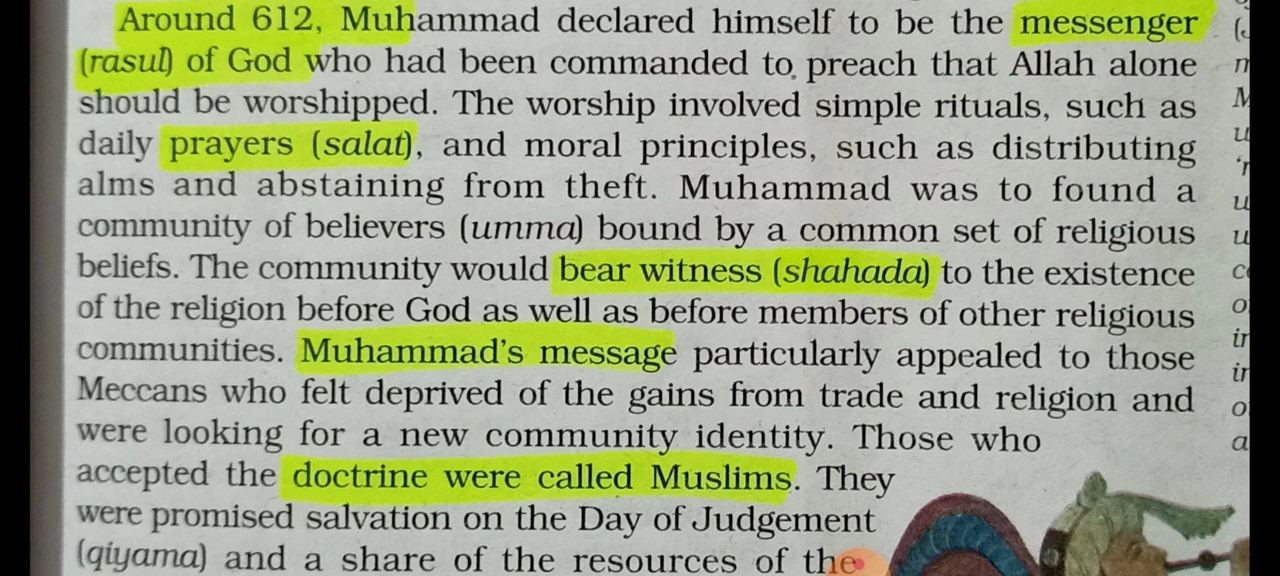 Around 612, Muhammad declared himself to be the messenger
(rasul) of God who had been commanded to preach that Allah alone
should be worshipped. The worship involved simple rituals, such as
daily prayers (salat), and moral principles, such as distributing
alms and abstaining from theft. Muhammad was to found a
community of believers (umma) bound by a common set of religious
beliefs. The community would bear witness (shahada) to the existence
of the religion before God as well as before members of other religious
communities. Muhammad's message particularly appealed to those
Meccans who felt deprived of the gains from trade and religion and
were looking for a new community identity. Those who
accepted the doctrine were called Muslims. They
were promised salvation on the Day of Judgement
(qiyama) and a share of the resources of the